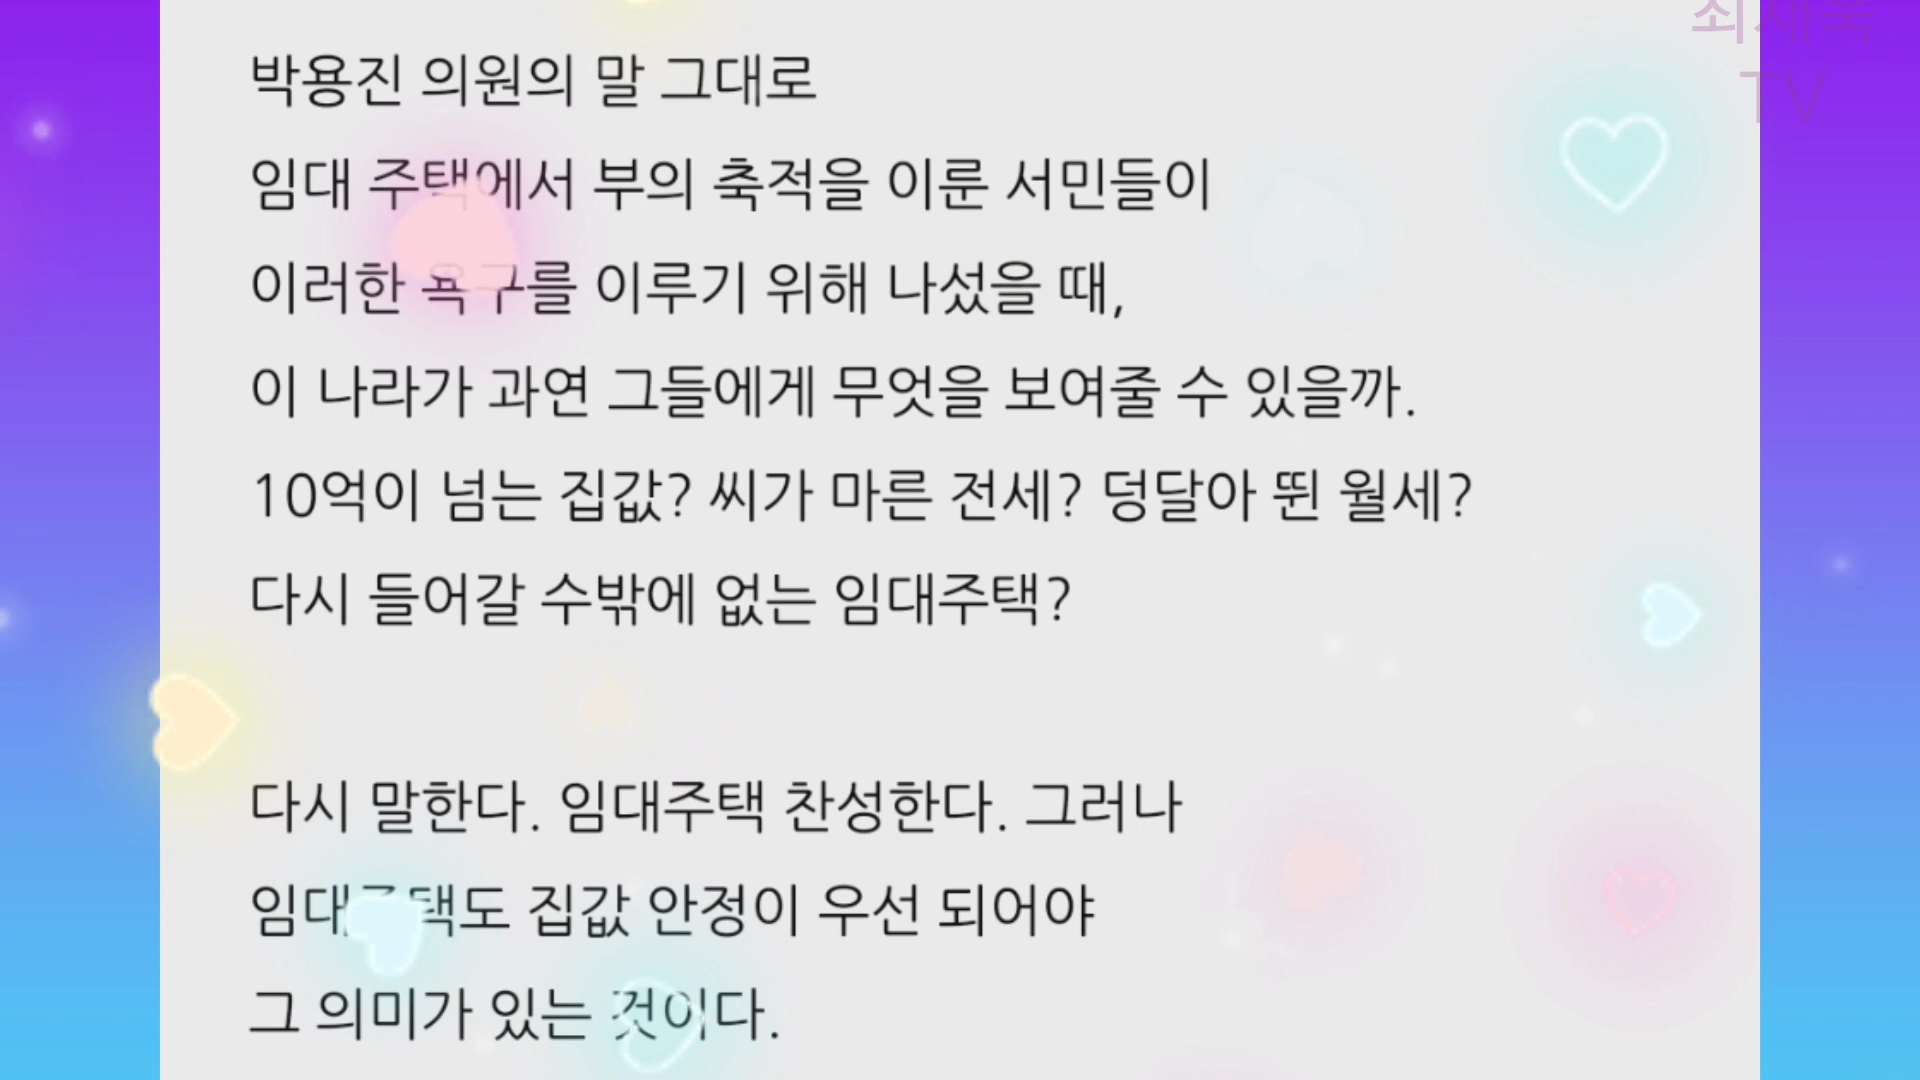 박용진 의원의 말 그대로
임대 주택에서 부의 축적을 이룬 서민들이
이러한 욕구를 이루기 위해 나섰을 때,
이 나라가 과연 그들에게 무엇을 보여줄 수 있을까.
10억이 넘는 집값? 씨가 마른 전세? 덩달아 뛴 월세?
다시 들어갈 수밖에 없는 임대주택?
다시 말한다. 임대주택 찬성한다. 그러나
임대주택도 집값 안정이 우선 되어야
그 의미가 있는 것이다.
TV